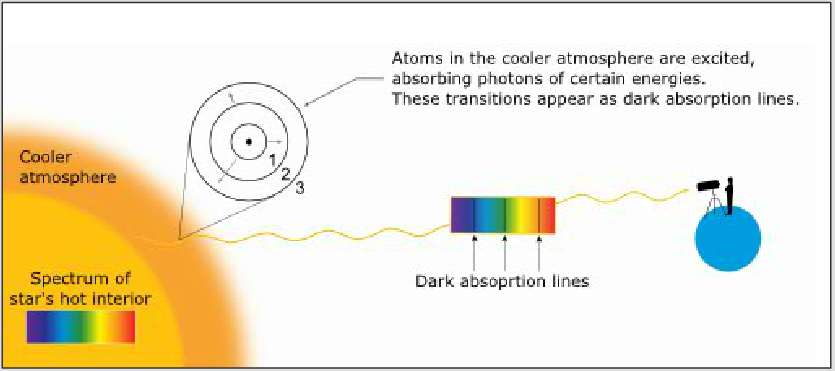 Atoms in the cooler atmosphere are excited,
absorbing photons of certain energies.
These transitions appear as dark absorption lines.
1
2
3
Cooler
atmosphere
Dark absoprtion lines
Spectrum of
star's hot interior